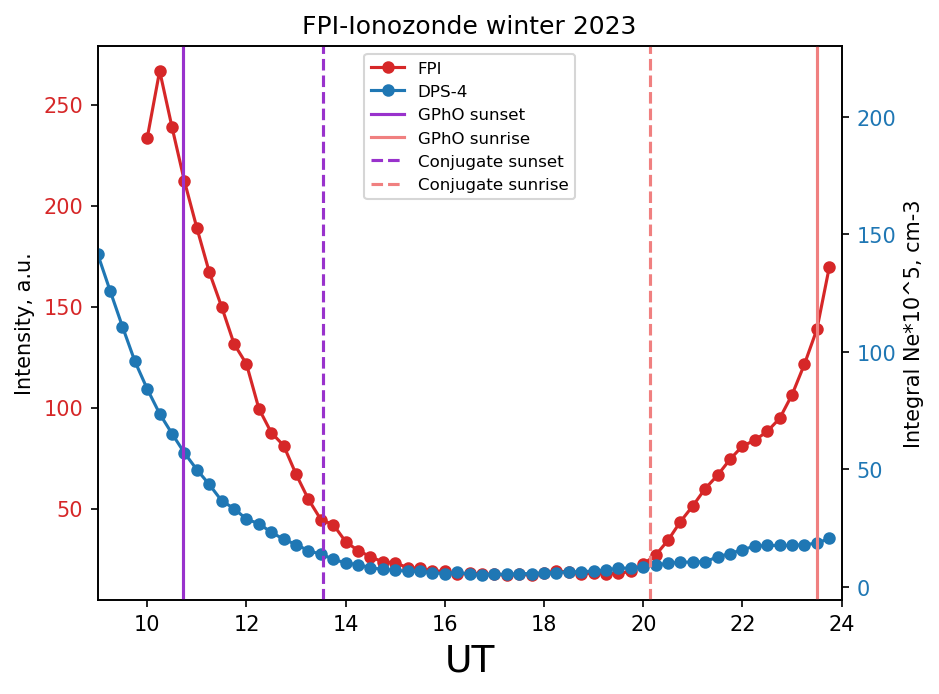 FPI-Ionozonde winter 2023
FPI
DPS-4
GPhO sunset
GPhO sunrise
Conjugate sunset
Conjugate sunrise
Intensity, a.u.
250
200
150
100
50
Integral Ne*10^5, cm-3
200
150
100
50
0
10 12 14 16 18 20 22 24
UT